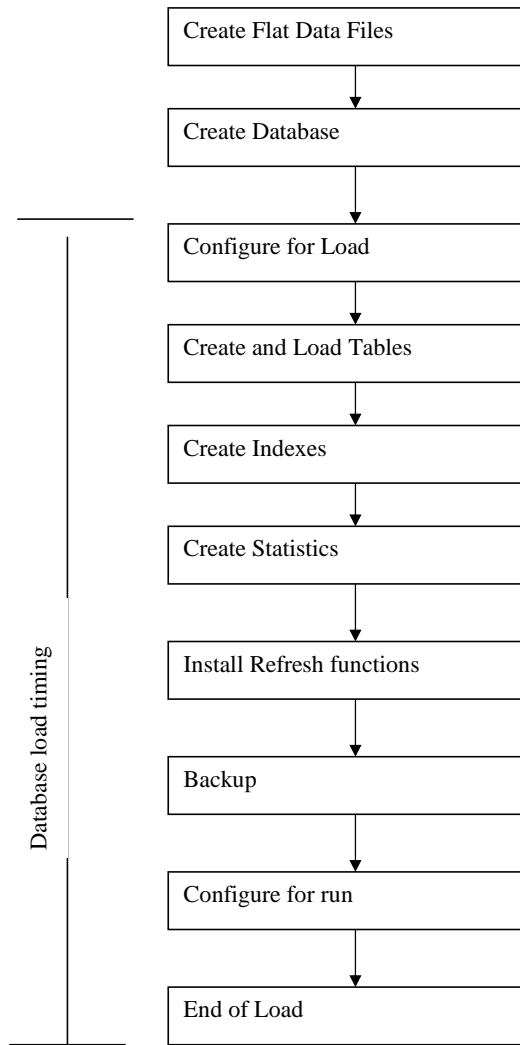 Create Flat Data Files
Create Database
Configure for Load
Create and Load Tables
Create Indexes
Create Statistics
Install Refresh functions
Backup
Configure for run
End of Load
Database load timing